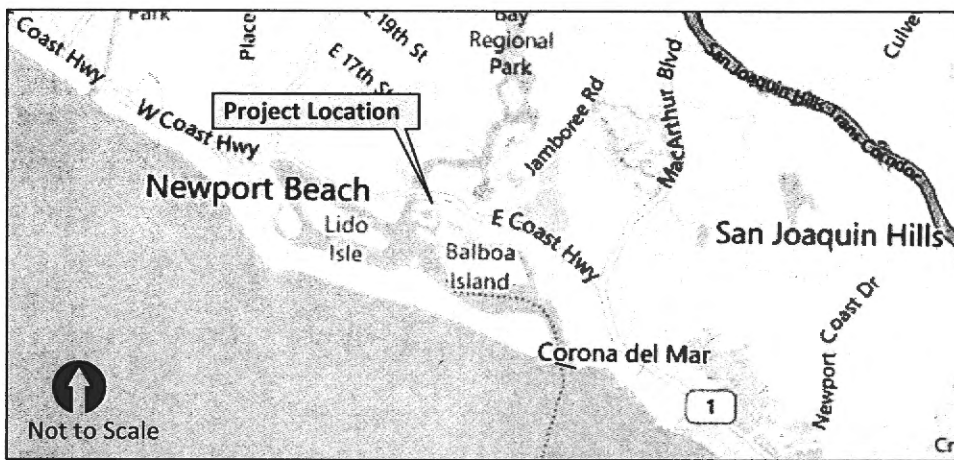 Park
Place
E 19th St
Bay
Regional
Park
Culve
Coast Hwy
E 17th St
MacArthur Blvd
San Joaquin Hills Tran Corridor
Project Location
W Coast Hwy
Jamboree Rd
Newport Beach
Lido
Isle
E Coast Hwy
San Joaquin Hills
Balboa
Island
Newport Coast Dr
Corona del Mar
1
Not to Scale
Cr